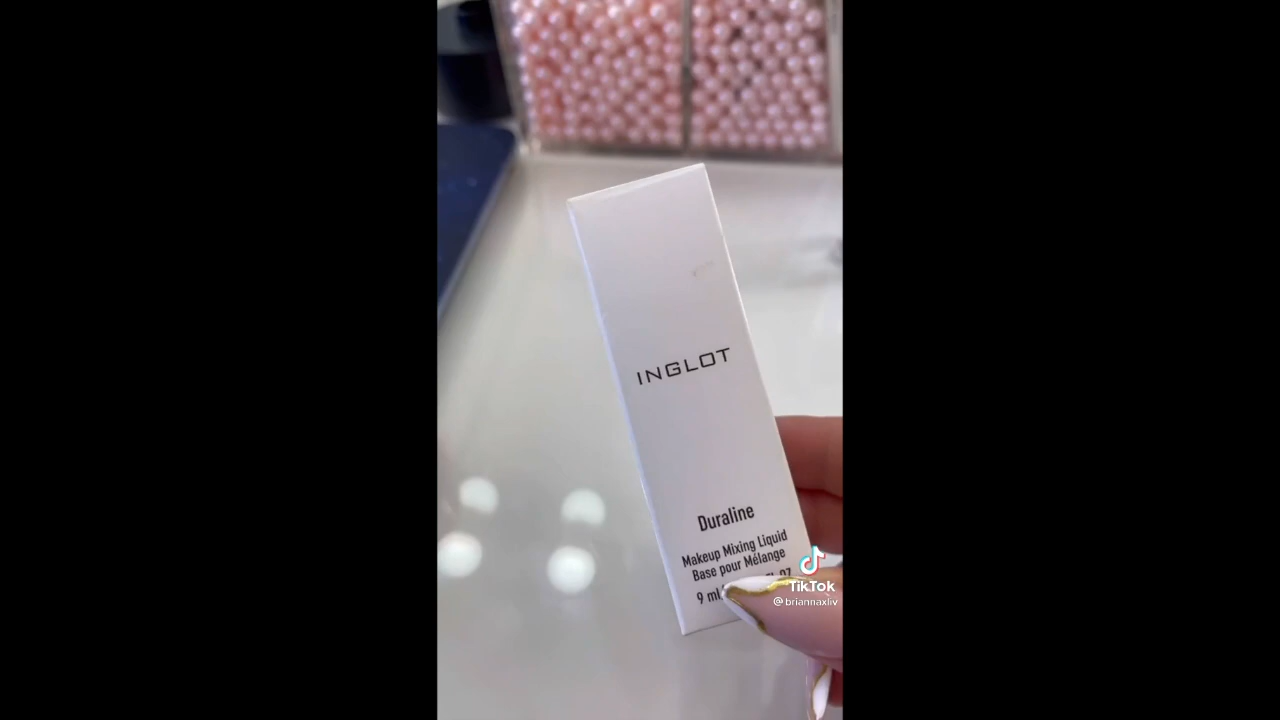 INGLOT
Duraline
Makeup Mixing Liquid
Base pour Mélange
9 ml
TikTok
@briannaxliv